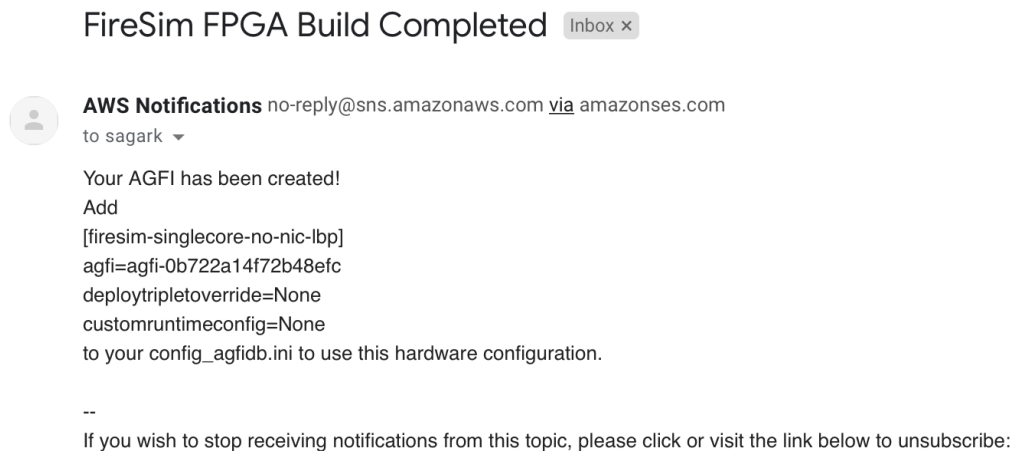 FireSim FPGA Build Completed Inbox ×
AWS Notifications no-reply@sns.amazonaws.com via amazonses.com
to sagark
Your AGFI has been created!
Add
[firesim-singlecore-no-nic-lbp]
agfi=agfi-0b722a14f72b48efc
deploytripletoverride=None
customruntimeconfig=None
to your config_agfidb.ini to use this hardware configuration.
--
If you wish to stop receiving notifications from this topic, please click or visit the link below to unsubscribe: